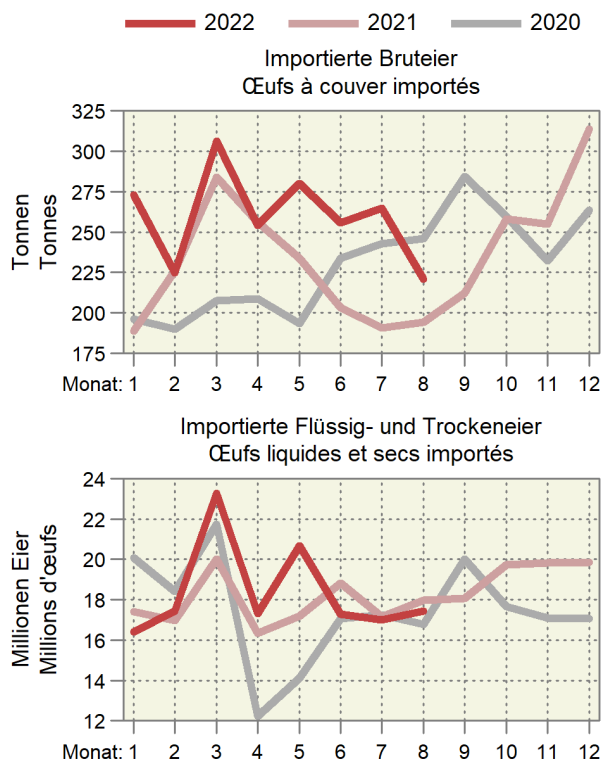 2022 2021 2020
Importierte Bruteier
Œufs à couver importés
Tonnen
Tonnes
325
300
275
250
225
200
175
Monat: 1 2 3 4 5 6 7 8 9 10 11 12
Importierte Flüssig- und Trockeneier
Œufs liquides et secs importés
Millionen Eier
Millions d'œufs
24
22
20
18
16
14
12
Monat: 1 2 3 4 5 6 7 8 9 10 11 12